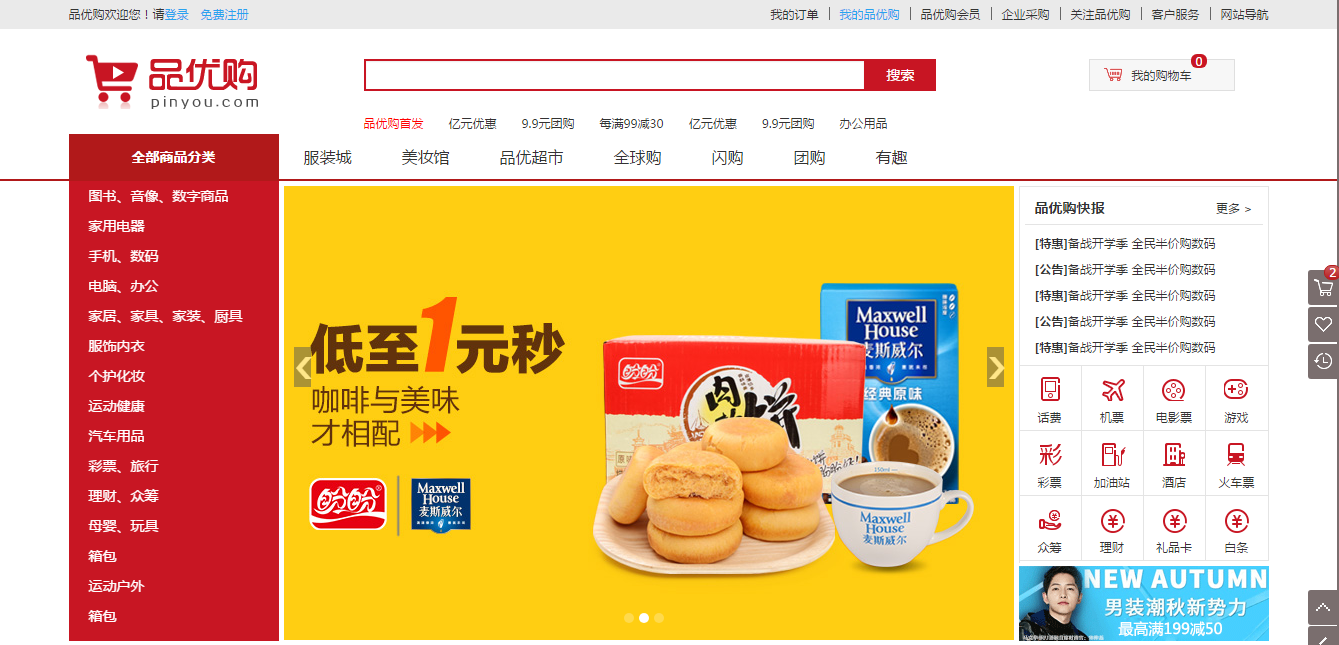 品优购欢迎您！请登录 免费注册
我的订单 我的品优购 品优购会员 企业采购 关注品优购 客户服务 网站导航
品优购
pinyou.com
搜索
0
我的购物车
品优购首发 亿元优惠 9.9元团购 每满99减30 亿元优惠 9.9元团购 办公用品
全部商品分类 服装城 美妆馆 品优超市 全球购 闪购 团购 有趣
图书、音像、数字商品
家用电器
手机、数码
电脑、办公
家居、家具、家装、厨具
服饰内衣
个护化妆
运动健康
汽车用品
彩票、旅行
理财、众筹
母婴、玩具
箱包
运动户外
箱包
低至1元秒
咖啡与美味
才相配
盼盼
Maxwell
House
麦斯威尔
盼盼
Maxwell
House
麦斯威尔
经典原味
250ml
Maxwell
House
麦斯威尔
品优购快报 更多 >
[特惠]备战开学季 全民半价购数码
[公告]备战开学季 全民半价购数码
[特惠]备战开学季 全民半价购数码
[公告]备战开学季 全民半价购数码
[特惠]备战开学季 全民半价购数码
话费 机票 电影票 游戏
彩
彩票 加油站 酒店 火车票
众筹 理财 礼品卡 白条
NEW AUTUMN
男装潮秋新势力
最高满199减50
2